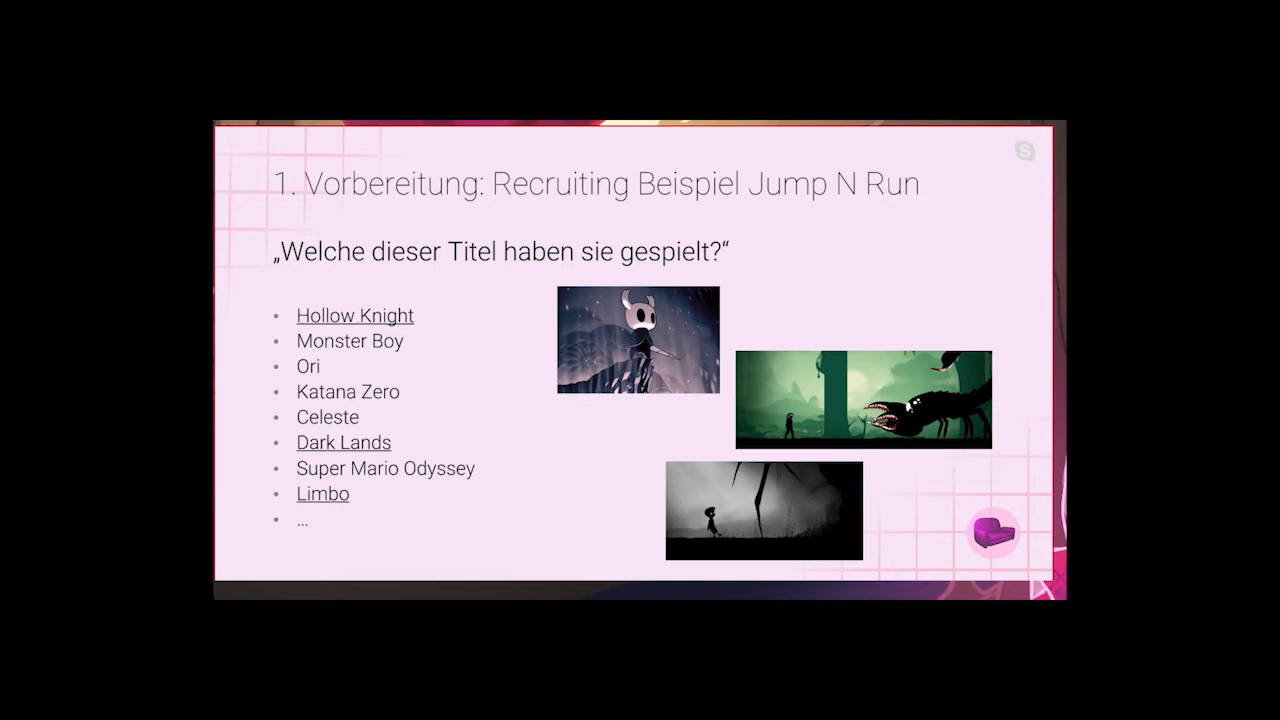 1. Vorbereitung: Recruiting Beispiel Jump N Run
„Welche dieser Titel haben sie gespielt?“
• Hollow Knight
• Monster Boy
• Ori
• Katana Zero
• Celeste
• Dark Lands
• Super Mario Odyssey
• Limbo
• ...